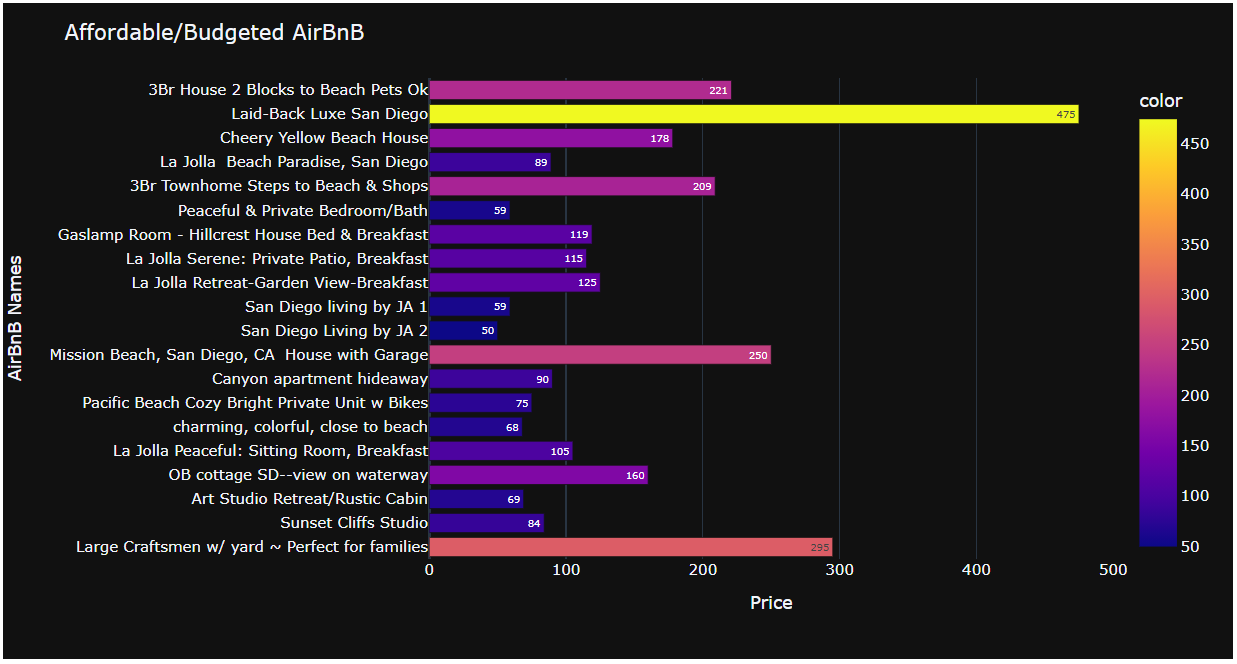 Affordable/Budgeted AirBnB
3Br House 2 Blocks to Beach Pets Ok 221
Laid-Back Luxe San Diego 475
Cheery Yellow Beach House 178
La Jolla  Beach Paradise, San Diego 89
3Br Townhome Steps to Beach & Shops 209
Peaceful & Private Bedroom/Bath 59
Gaslamp Room - Hillcrest House Bed & Breakfast 119
La Jolla Serene: Private Patio, Breakfast 115
La Jolla Retreat-Garden View-Breakfast 125
San Diego living by JA 1 59
San Diego Living by JA 2 50
Mission Beach, San Diego, CA  House with Garage 250
Canyon apartment hideaway 90
Pacific Beach Cozy Bright Private Unit w Bikes 75
charming, colorful, close to beach 68
La Jolla Peaceful: Sitting Room, Breakfast 105
OB cottage SD--view on waterway 160
Art Studio Retreat/Rustic Cabin 69
Sunset Cliffs Studio 84
Large Craftsmen w/ yard ~ Perfect for families 295
0 100 200 300 400 500
Price
AirBnB Names
color
450
400
350
300
250
200
150
100
50